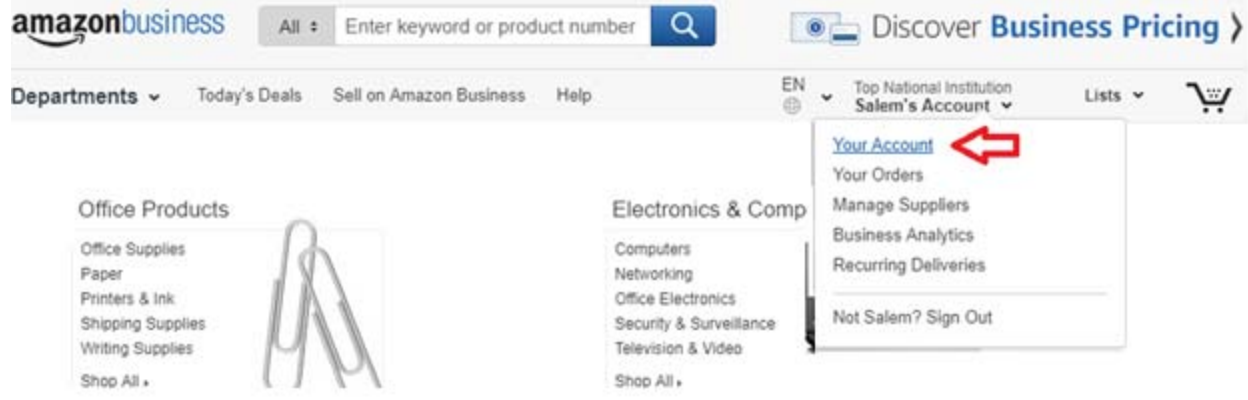 amazonbusiness All Enter keyword or product number Discover Business Pricing
Departments Today's Deals Sell on Amazon Business Help EN Top National Institution
Salem's Account Lists
Your Account
Your Orders
Manage Suppliers
Business Analytics
Recurring Deliveries
Not Salem? Sign Out
Office Products
Office Supplies
Paper
Printers & Ink
Shipping Supplies
Writing Supplies
Shop All
Electronics & Comp
Computers
Networking
Office Electronics
Security & Surveillance
Television & Video
Shop All